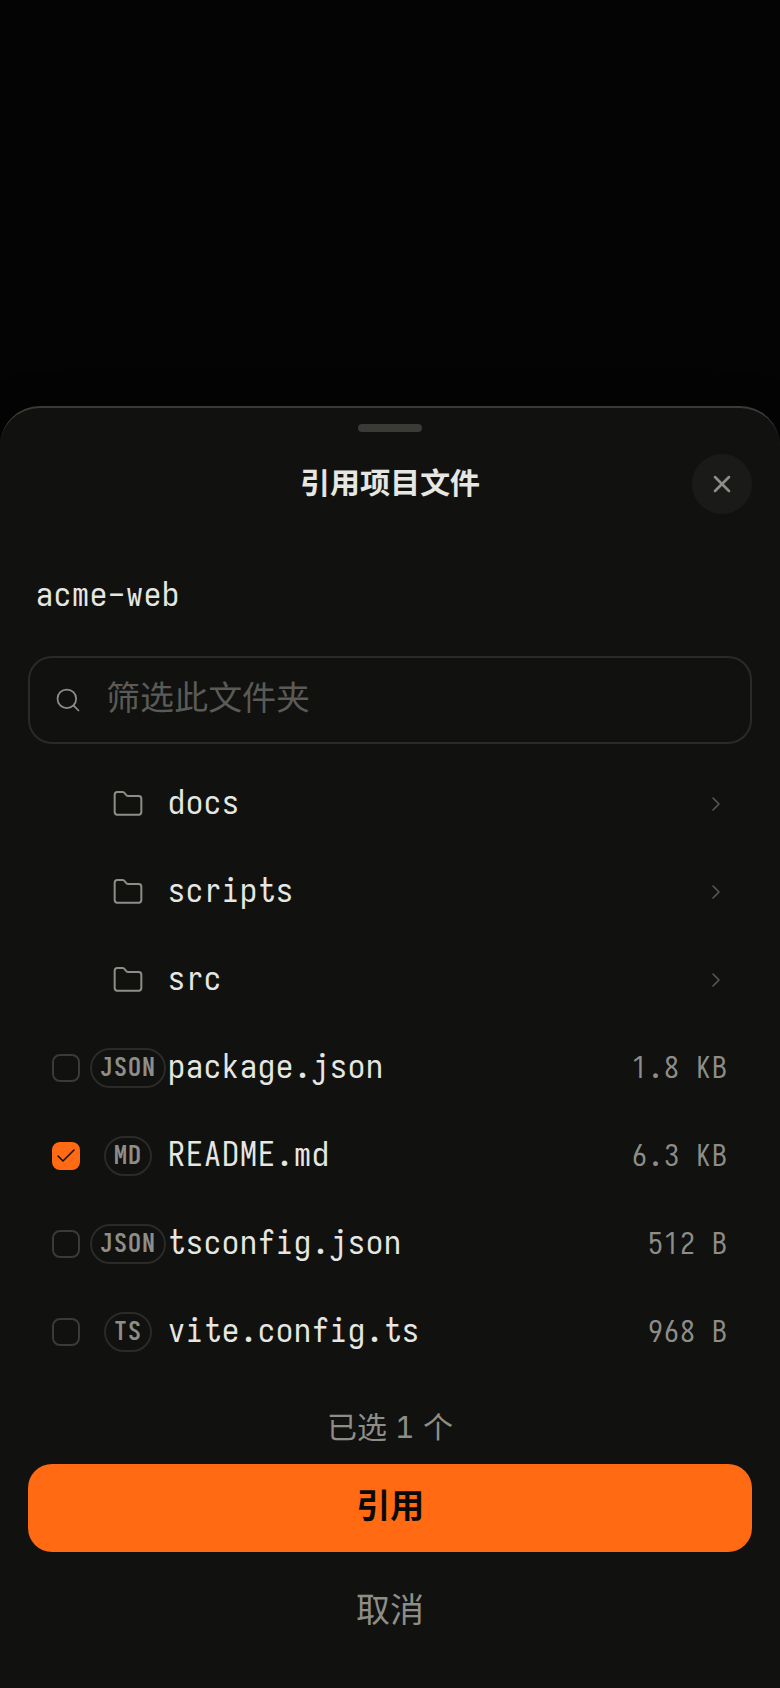 引用项目文件
acme-web
筛选此文件夹
docs
scripts
src
JSON package.json 1.8 KB
MD README.md 6.3 KB
JSON tsconfig.json 512 B
TS vite.config.ts 968 B
已选 1 个
引用
取消